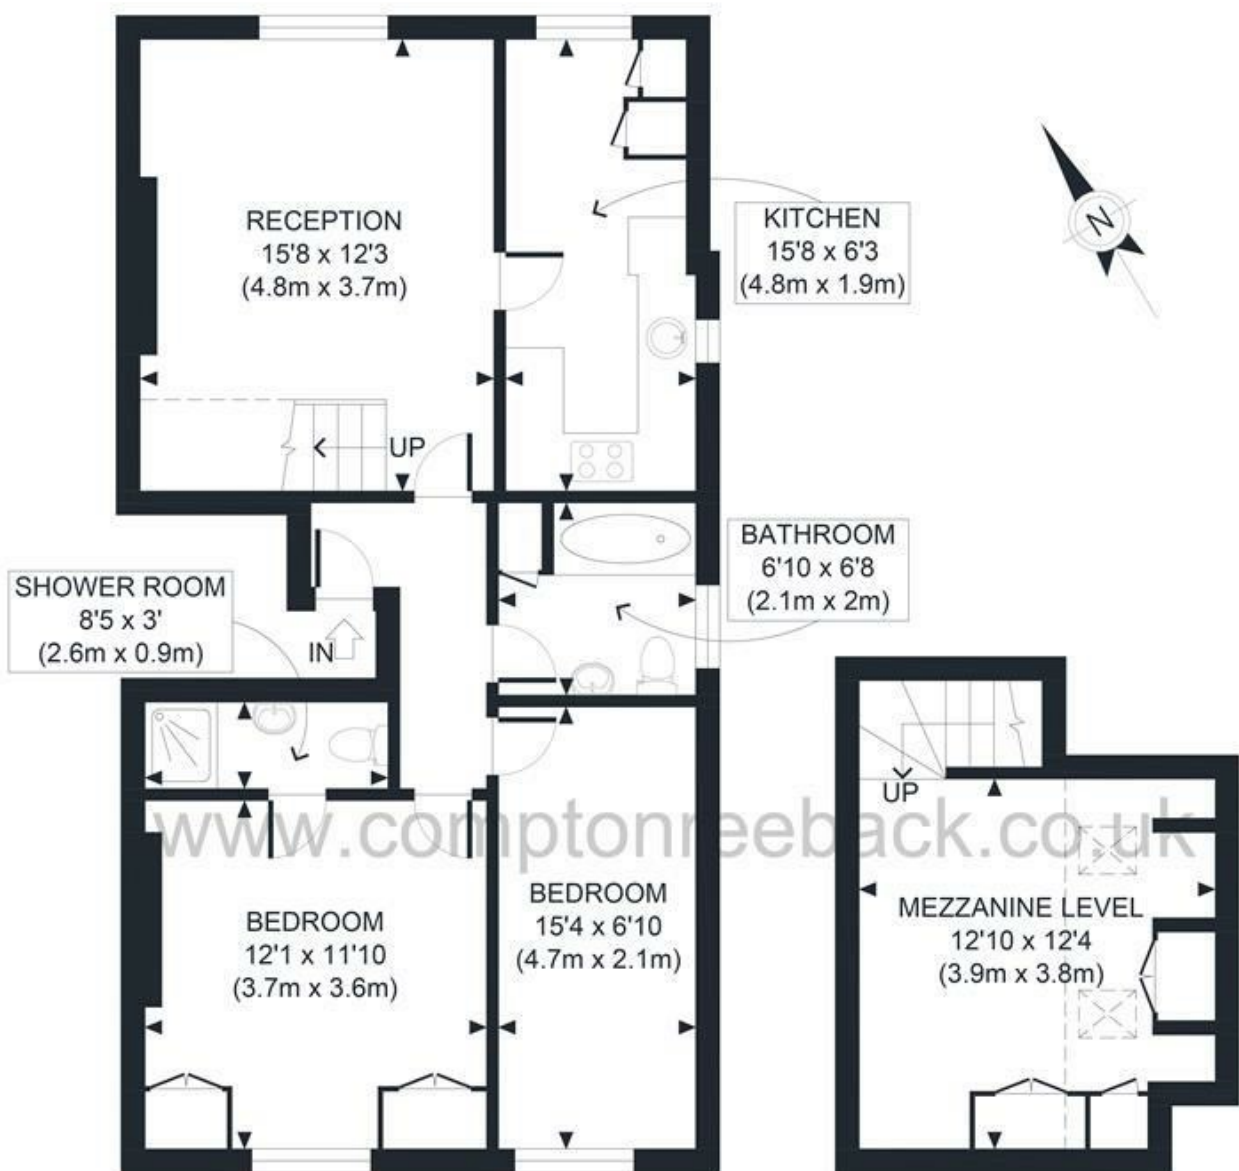 RECEPTION
15'8 x 12'3
(4.8m x 3.7m)
UP
KITCHEN
15'8 x 6'3
(4.8m x 1.9m)
N
BATHROOM
6'10 x 6'8
(2.1m x 2m)
SHOWER ROOM
8'5 x 3'
(2.6m x 0.9m)
IN
www.comptonreeback.co.uk
BEDROOM
12'1 x 11'10
(3.7m x 3.6m)
BEDROOM
15'4 x 6'10
(4.7m x 2.1m)
UP
MEZZANINE LEVEL
12'10 x 12'4
(3.9m x 3.8m)